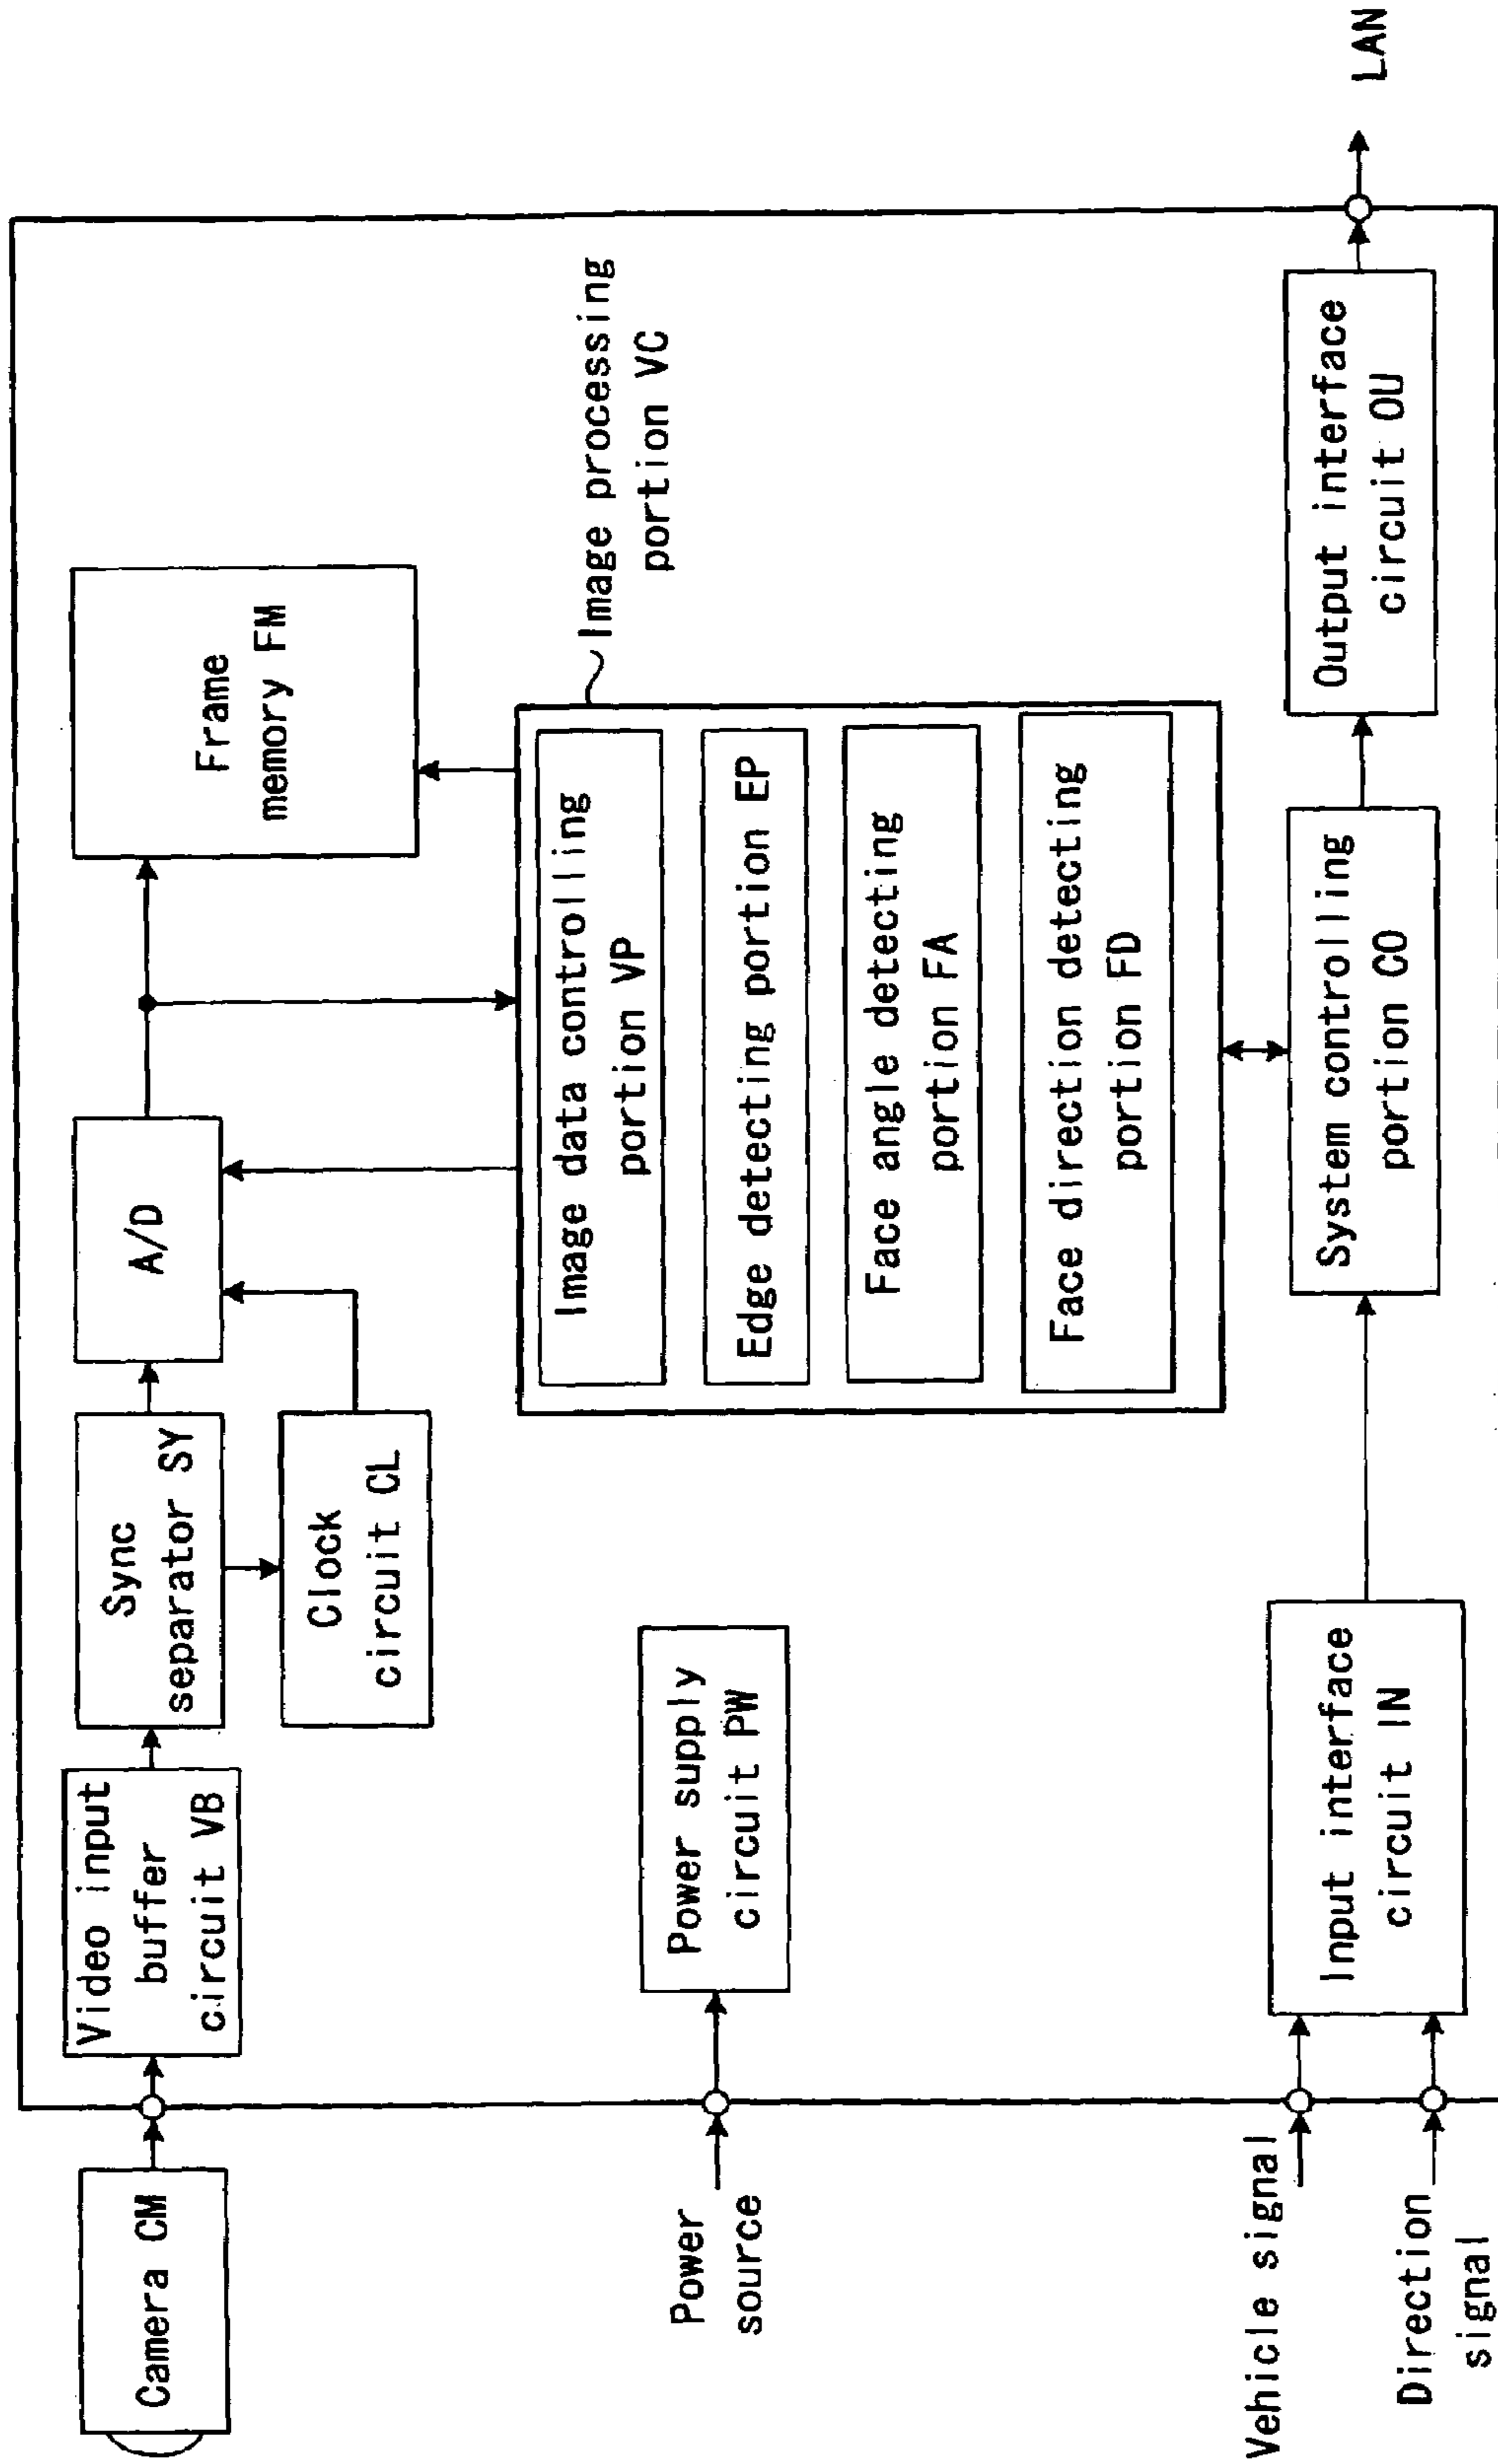 Camera CM
Video input
buffer
circuit VB
Sync
separator SY
Clock
circuit CL
A/D
Frame
memory FM
Image processing
portion VC
Image data controlling
portion VP
Edge detecting portion EP
Face angle detecting
portion FA
Face direction detecting
portion FD
Power
source
Power supply
circuit PW
Vehicle signal
Direction
signal
Input interface
circuit IN
System controlling
portion CO
Output interface
circuit OU
LAN